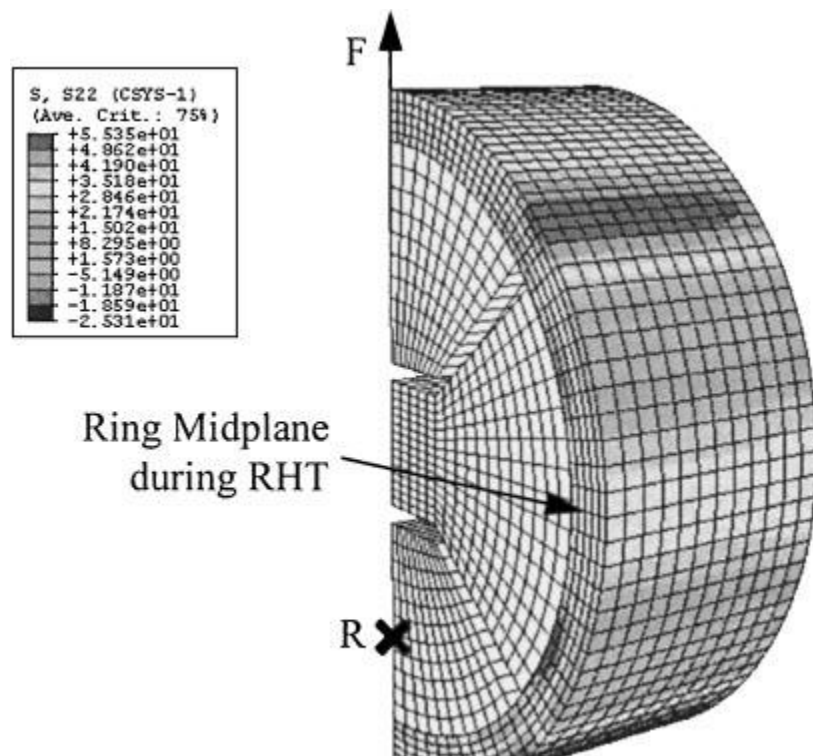 F
S, S22 (CSYS-1)
(Ave. Crit.: 75%)
+5.535e+01
+4.862e+01
+4.190e+01
+3.518e+01
+2.846e+01
+2.174e+01
+1.502e+01
+8.295e+00
+1.573e+00
-5.149e+00
-1.187e+01
-1.859e+01
-2.531e+01
Ring Midplane
during RHT
R